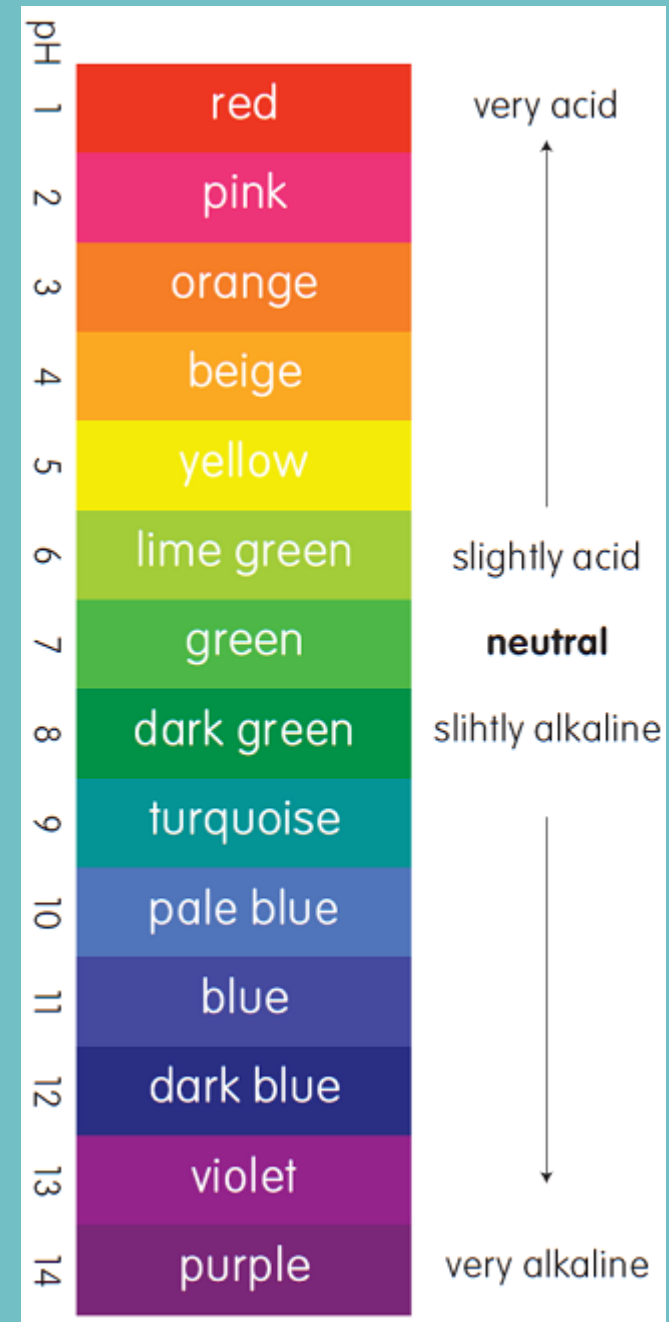 pH
1 red very acid
2 pink
3 orange
4 beige
5 yellow
6 lime green slightly acid
7 green neutral
8 dark green slihtly alkaline
9 turquoise
10 pale blue
11 blue
12 dark blue
13 violet
14 purple very alkaline